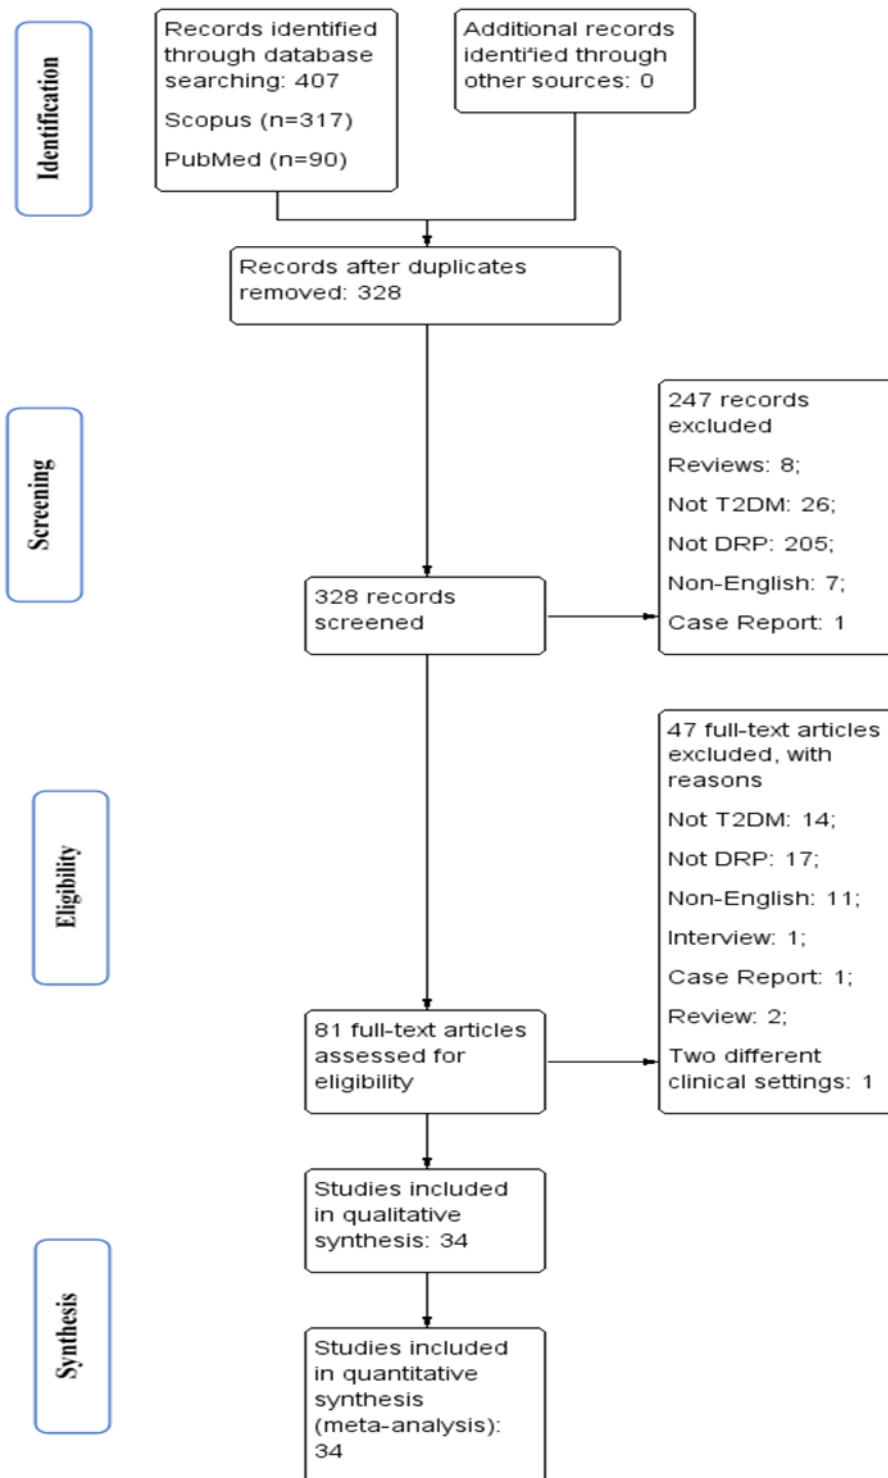 Identification
Records identified
through database
searching: 407
Scopus (n=317)
PubMed (n=90)
Additional records
identified through
other sources: 0
Records after duplicates
removed: 328
Screening
328 records
screened
247 records
excluded
Reviews: 8;
Not T2DM: 26;
Not DRP: 205;
Non-English: 7;
Case Report: 1
Eligibility
81 full-text articles
assessed for
eligibility
47 full-text articles
excluded, with
reasons
Not T2DM: 14;
Not DRP: 17;
Non-English: 11;
Interview: 1;
Case Report: 1;
Review: 2;
Two different
clinical settings: 1
Synthesis
Studies included
in qualitative
synthesis: 34
Studies included
in quantitative
synthesis
(meta-analysis):
34